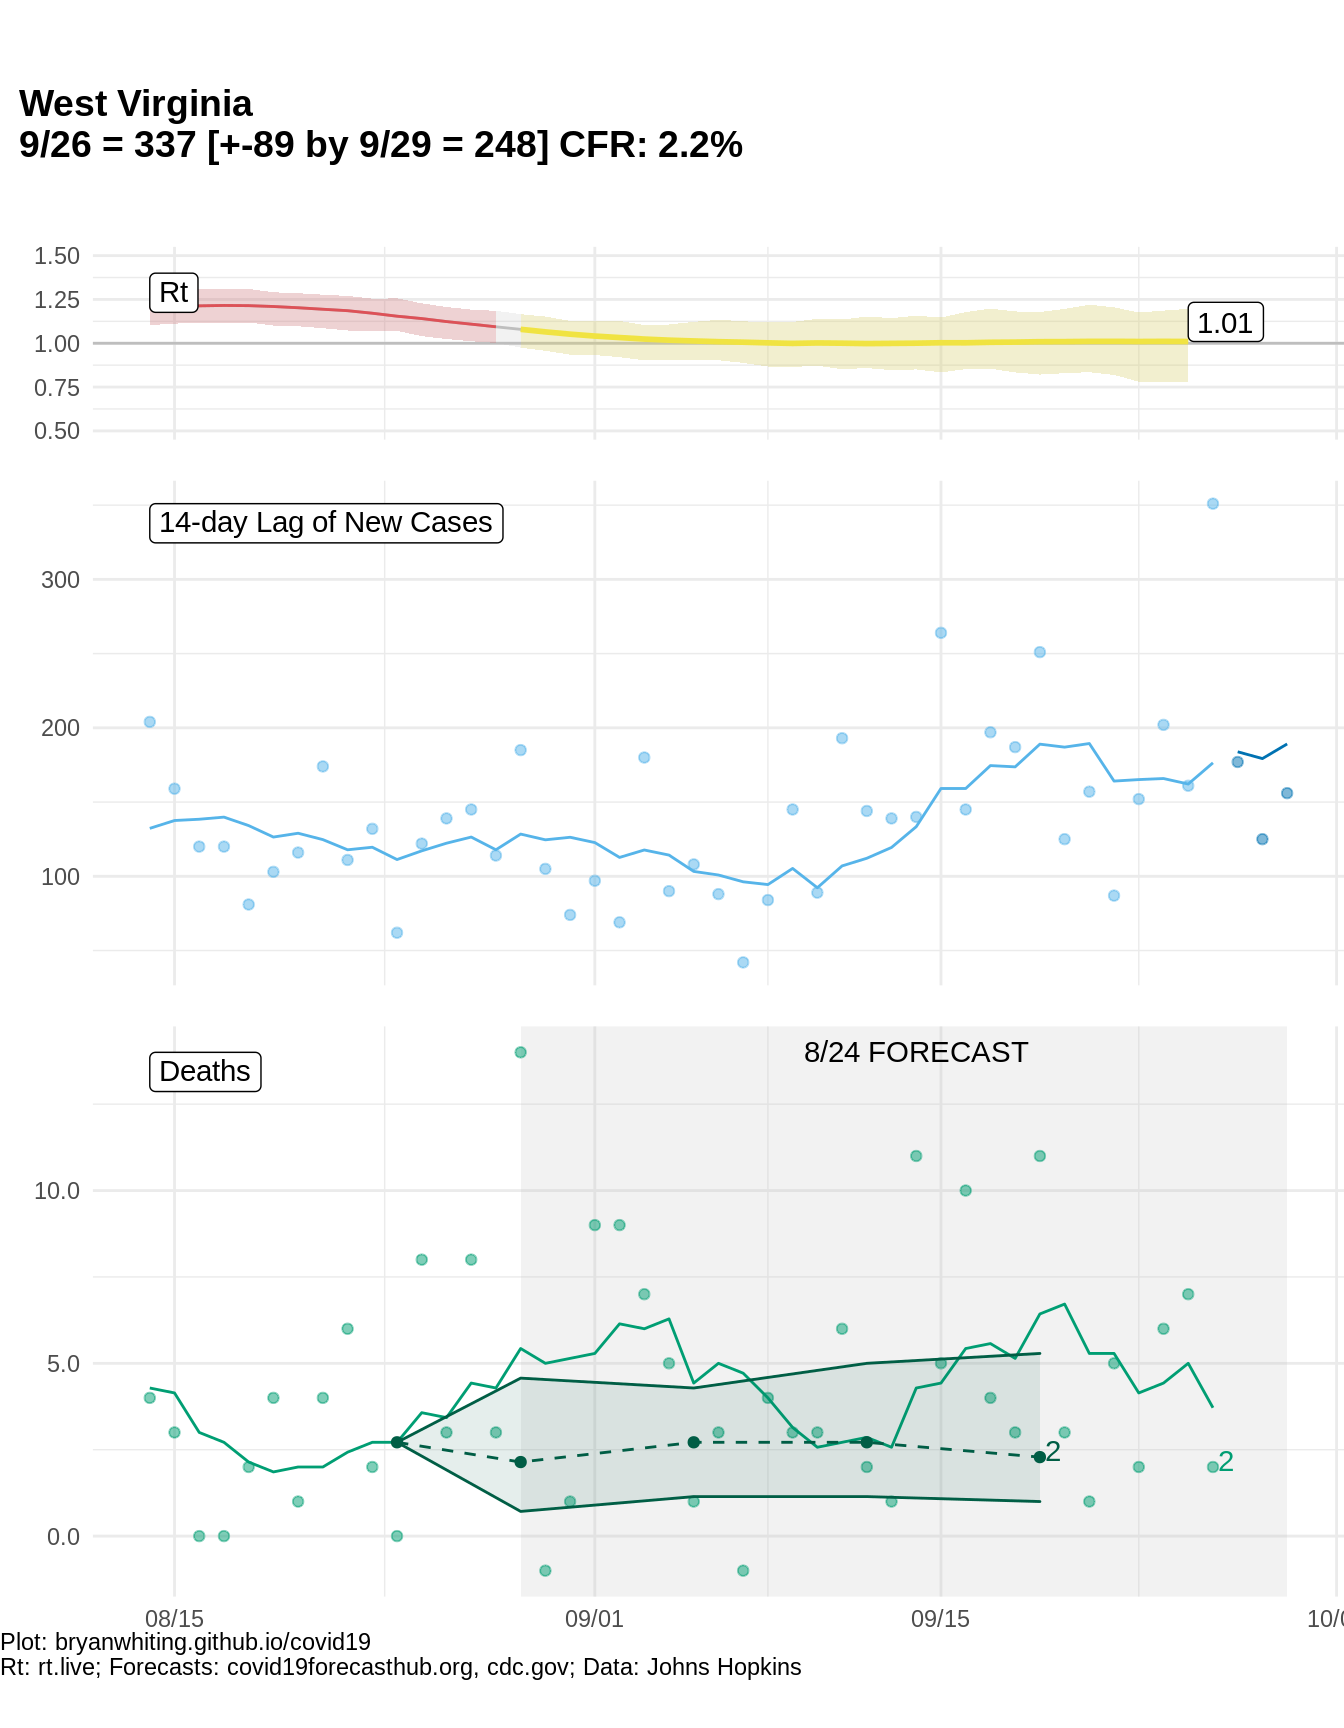 West Virginia
9/26 = 337 [+-89 by 9/29 = 248] CFR: 2.2%
1.50
1.25
1.00
0.75
0.50
Rt
1.01
14-day Lag of New Cases
300
200
100
8/24 FORECAST
Deaths
10.0
5.0
0.0
2
2
08/15
09/01
09/15
10/0
Plot: bryanwhiting.github.io/covid19
Rt: rt.live; Forecasts: covid19forecasthub.org, cdc.gov; Data: Johns Hopkins